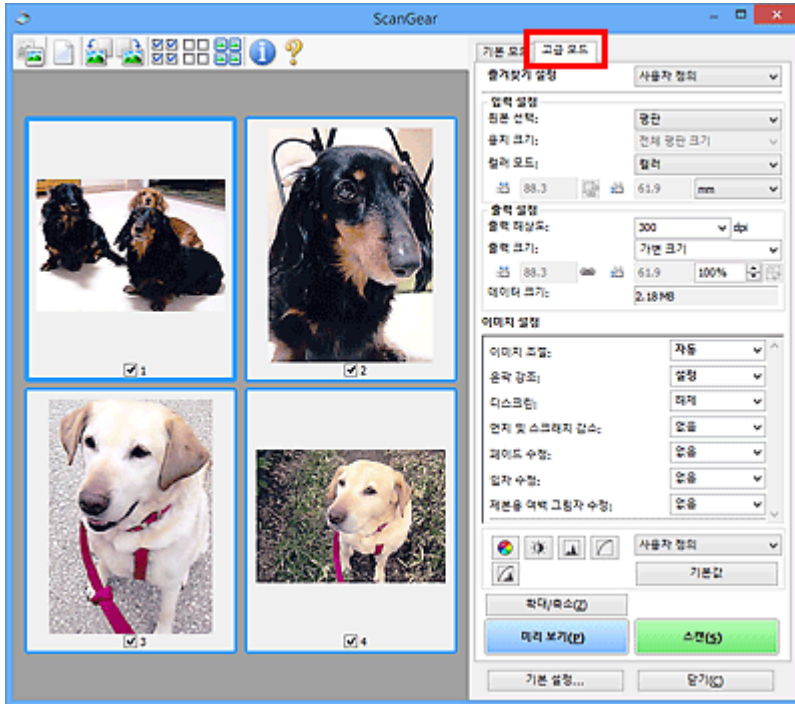 ScanGear
기본 모드 고급 모드
즐겨찾기 설정 사용자 정의
입력 설정
원본 선택: 평판
용지 크기: 전체 평판 크기
컬러 모드: 컬러
88.3 61.9 mm
출력 설정
출력 해상도: 300 dpi
출력 크기: 가변 크기
88.3 61.9 100%
데이터 크기: 2.18 MB
이미지 설정
이미지 조절: 자동
윤곽 강조: 설정
디스크린: 해제
먼지 및 스크래치 감소: 없음
페이드 수정: 없음
입자 수정: 없음
제본용 여백 그림자 수정: 없음
사용자 정의
기본값
확대/축소(Z)
미리 보기(P) 스캔(S)
기본 설정... 닫기(C)
1
2
3
4